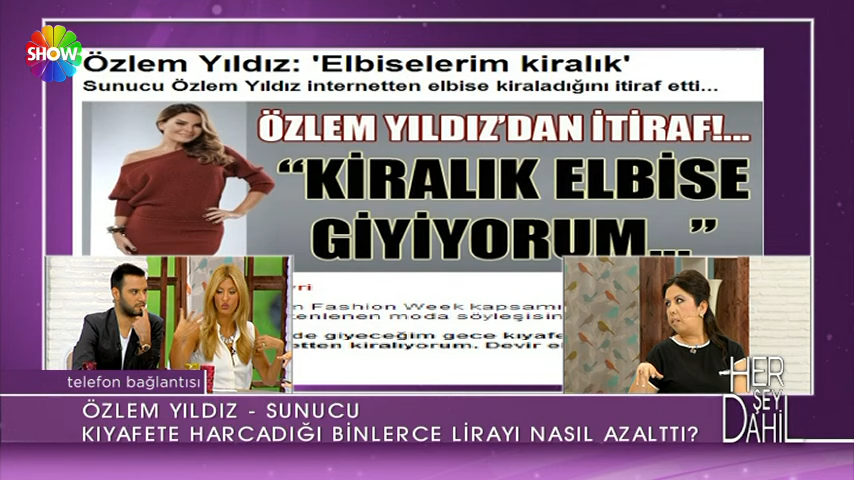 SHOW
Özlem Yıldız: 'Elbiselerim kiralık'
Sunucu Özlem Yıldız internetten elbise kiraladığını itiraf etti...
ÖZLEM YILDIZ'DAN İTİRAF!...
“KİRALIK ELBİSE
GİYİYORUM...”
Fashion Week kapsamı
moda söyleşisin
giyeceğim gece kıyafe
kiralıyorum. Devir
telefon bağlantısı
ÖZLEM YILDIZ - SUNUCU
KIYAFETE HARCADIĞI BİNLERCE LİRAYI NASIL AZALTTI?
HER
ŞEY
DAHİL